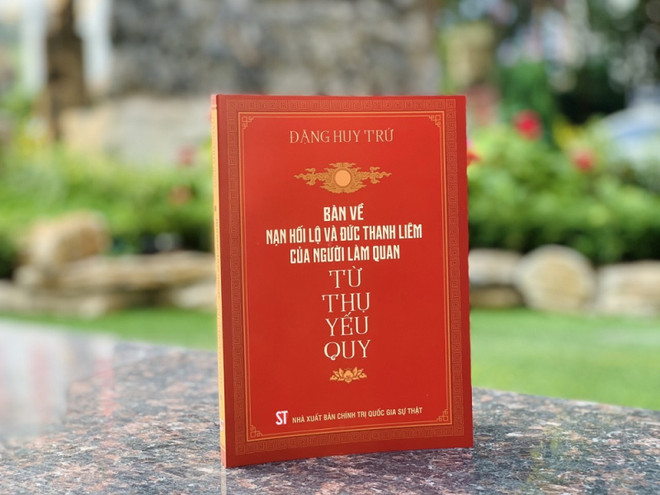 ĐẶNG HUY TRỨ
BÀN VỀ
NẠN HỐI LỘ VÀ ĐỨC THANH LIÊM
CỦA NGƯỜI LÀM QUAN
TỪ
THỤ
YẾU
QUY
ST NHÀ XUẤT BẢN CHÍNH TRỊ QUỐC GIA SỰ THẬT